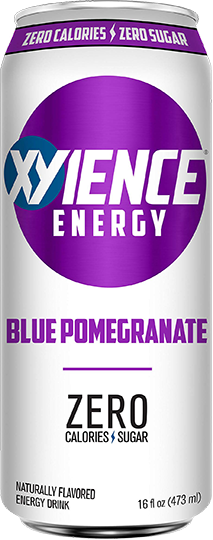 ZERO CALORIES ZERO SUGAR
XYIENCE
ENERGY
BLUE POMEGRANATE
ZERO
CALORIES SUGAR
NATURALLY FLAVORED
ENERGY DRINK
16 fl oz (473 ml)